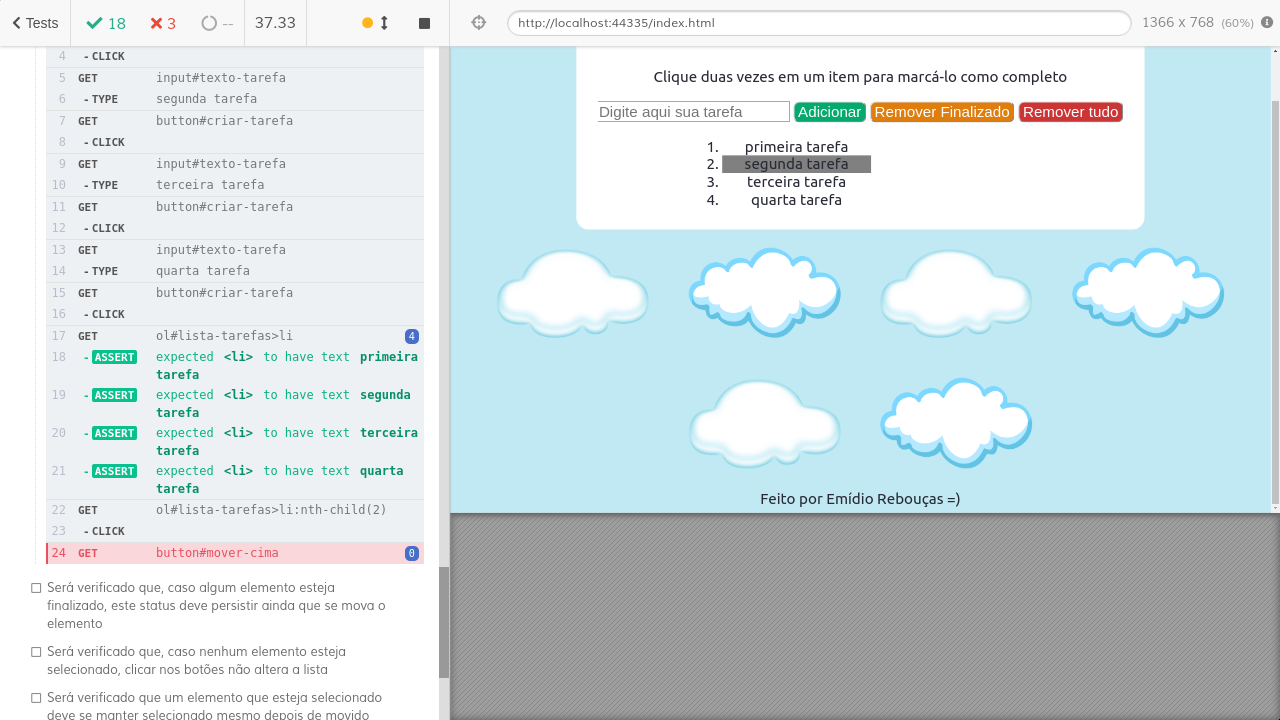 Tests 18 3 -- 37.33 http://localhost:44335/index.html 1366 x 768 (60%)
4 -CLICK
5 GET input#texto-tarefa
6 -TYPE segunda tarefa
7 GET button#criar-tarefa
8 -CLICK
9 GET input#texto-tarefa
10 -TYPE terceira tarefa
11 GET button#criar-tarefa
12 -CLICK
13 GET input#texto-tarefa
14 -TYPE quarta tarefa
15 GET button#criar-tarefa
16 -CLICK
17 GET ol#lista-tarefas>li 4
18 -ASSERT expected <li> to have text primeira
tarefa
19 -ASSERT expected <li> to have text segunda
tarefa
20 -ASSERT expected <li> to have text terceira
tarefa
21 -ASSERT expected <li> to have text quarta
tarefa
22 GET ol#lista-tarefas>li:nth-child(2)
23 -CLICK
24 GET button#mover-cima 0
Será verificado que, caso algum elemento esteja
finalizado, este status deve persistir ainda que se mova o
elemento
Será verificado que, caso nenhum elemento esteja
selecionado, clicar nos botões não altera a lista
Será verificado que um elemento que esteja selecionado
deve se manter selecionado mesmo depois de movido
Clique duas vezes em um item para marcá-lo como completo
Digite aqui sua tarefa Adicionar Remover Finalizado Remover tudo
1. primeira tarefa
2. segunda tarefa
3. terceira tarefa
4. quarta tarefa
Feito por Emídio Rebouças =)